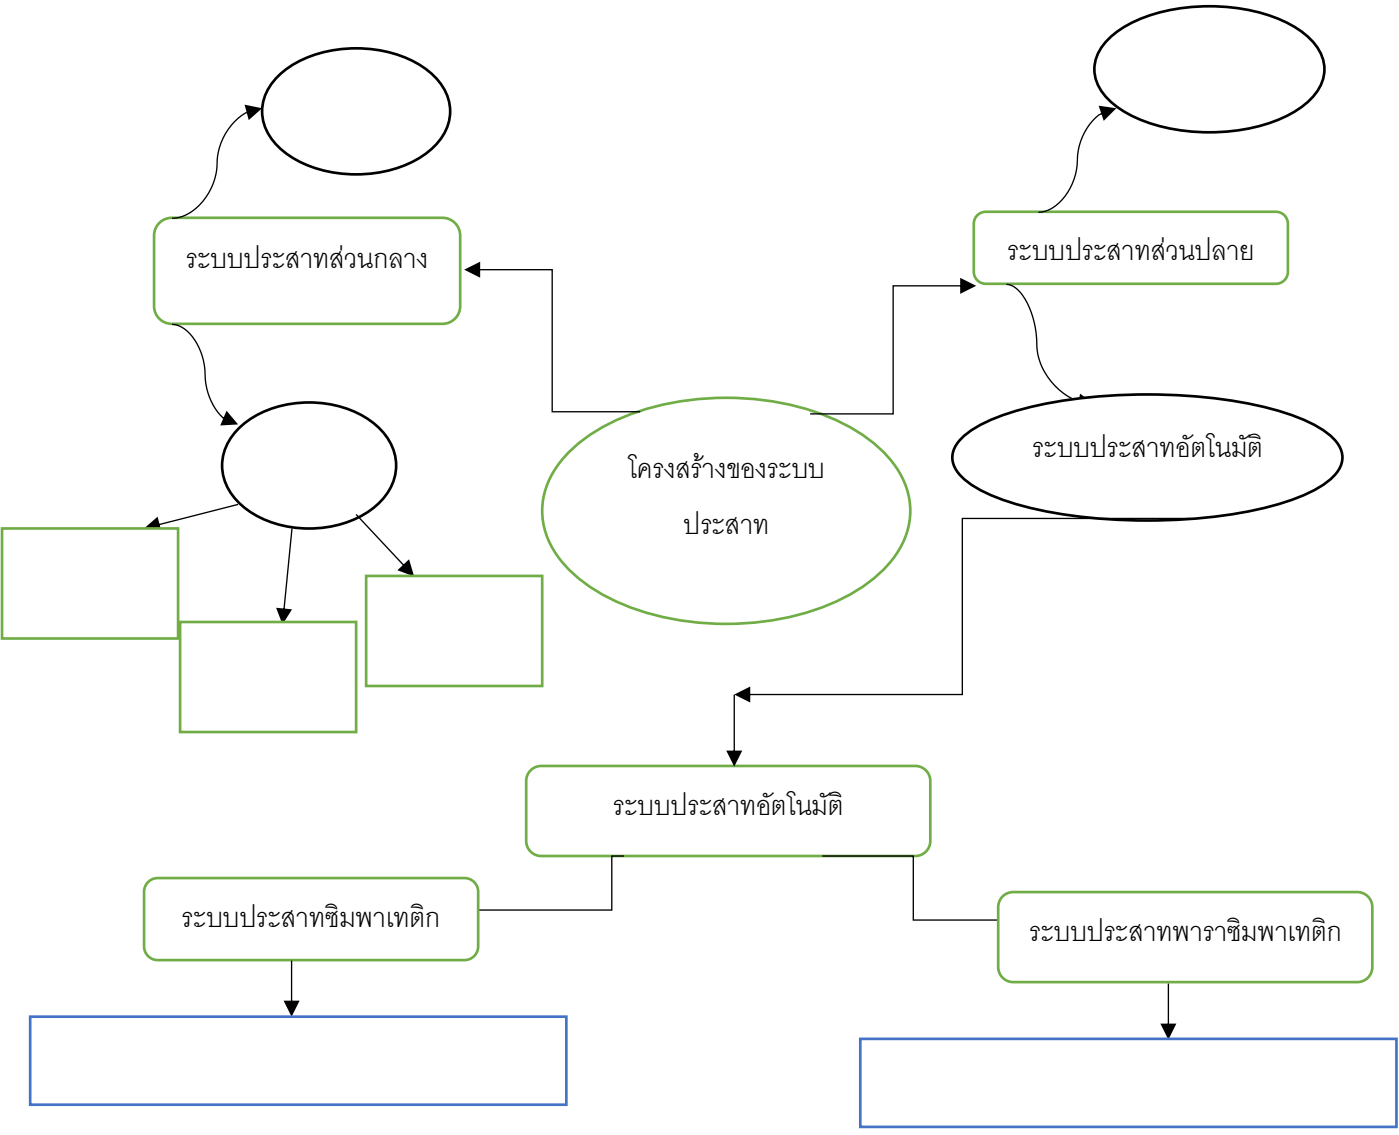 ระบบประสาทส่วนกลาง
ระบบประสาทส่วนปลาย
โครงสร้างของระบบ
ประสาท
ระบบประสาทอัตโนมัติ
ระบบประสาทอัตโนมัติ
ระบบประสาทซิมพาเทติก
ระบบประสาทพาราซิมพาเทติก